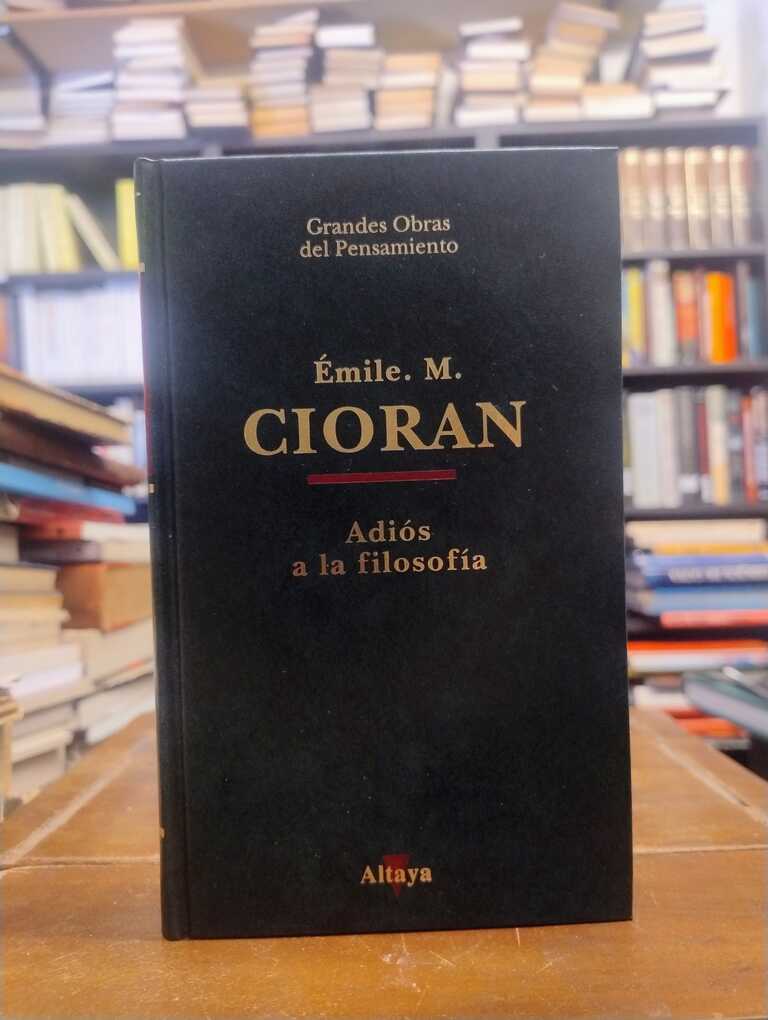 Grandes Obras
del Pensamiento
Émile. M.
CIORAN
Adiós
a la filosofía
Altaya